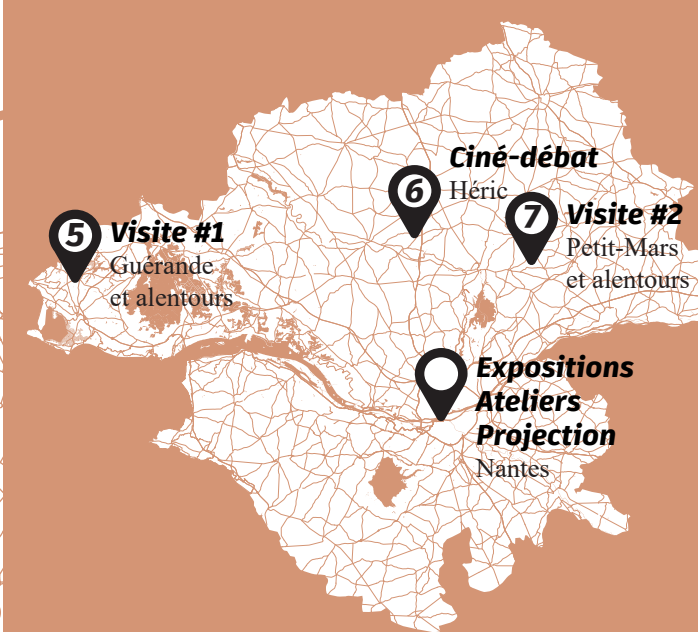 6
Ciné-débat
Héric
7
Visite #2
Petit-Mars
et alentours
5
Visite #1
Guérande
et alentours
Expositions
Ateliers
Projection
Nantes